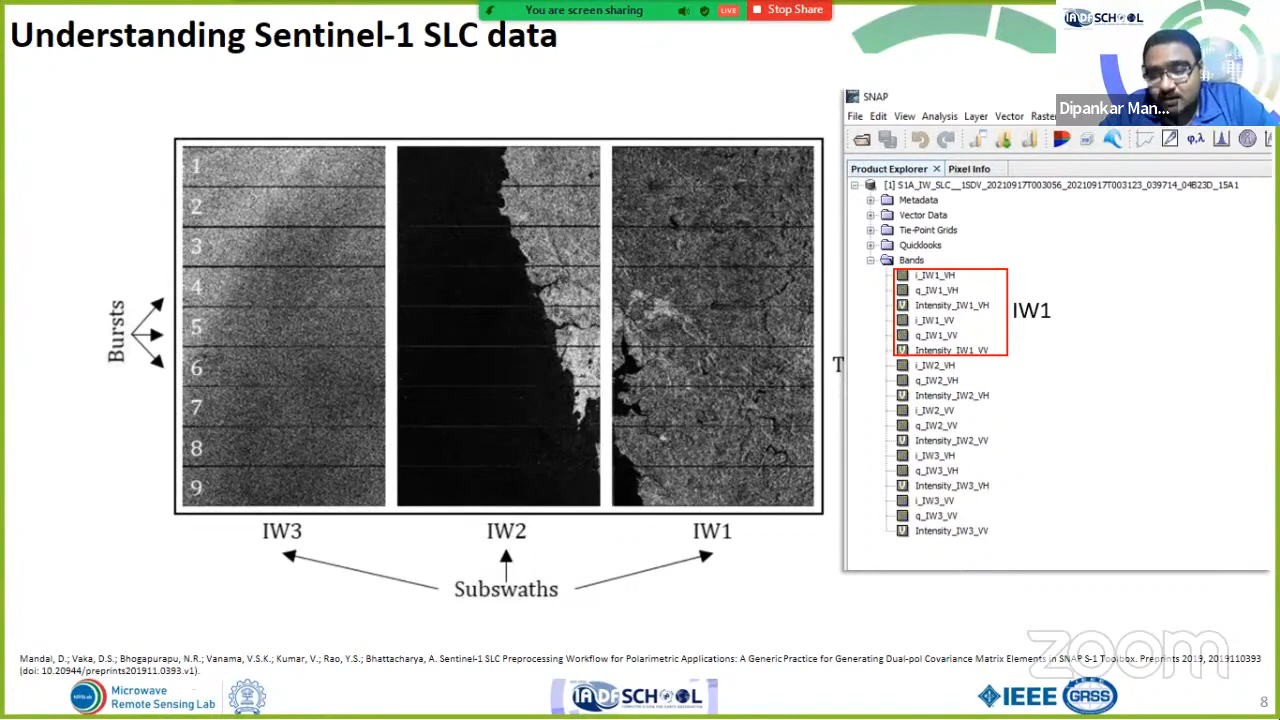 You are screen sharing
LIVE
Stop Share
Understanding Sentinel-1 SLC data
IADF SCHOOL
Dipankar Man...
SNAP
File Edit View Analysis Layer Vector Raster
Product Explorer Pixel Info
[1] S1A_IW_SLC__1SDV_20210917T003056_20210917T003123_039714_04B23D_15A1
Metadata
Vector Data
Tie-Point Grids
Quicklooks
Bands
i_IW1_VH
q_IW1_VH
Intensity_IW1_VH
i_IW1_VV
q_IW1_VV
Intensity_IW1_VV
i_IW2_VH
q_IW2_VH
Intensity_IW2_VH
i_IW2_VV
q_IW2_VV
Intensity_IW2_VV
i_IW3_VH
q_IW3_VH
Intensity_IW3_VH
i_IW3_VV
q_IW3_VV
Intensity_IW3_VV
IW1
1
2
3
4
5
6
7
8
9
Bursts
T
IW3 IW2 IW1
Subswaths
zoom
Mandal, D.; Vaka, D.S.; Bhogapurapu, N.R.; Vanama, V.S.K.; Kumar, V.; Rao, Y.S.; Bhattacharya, A. Sentinel-1 SLC Preprocessing Workflow for Polarimetric Applications: A Generic Practice for Generating Dual-pol Covariance Matrix Elements in SNAP S-1 Toolbox. Preprints 2019, 2019110393
(doi: 10.20944/preprints201911.0393.v1).
Microwave
Remote Sensing Lab
IADF SCHOOL
IEEE GRSS
8